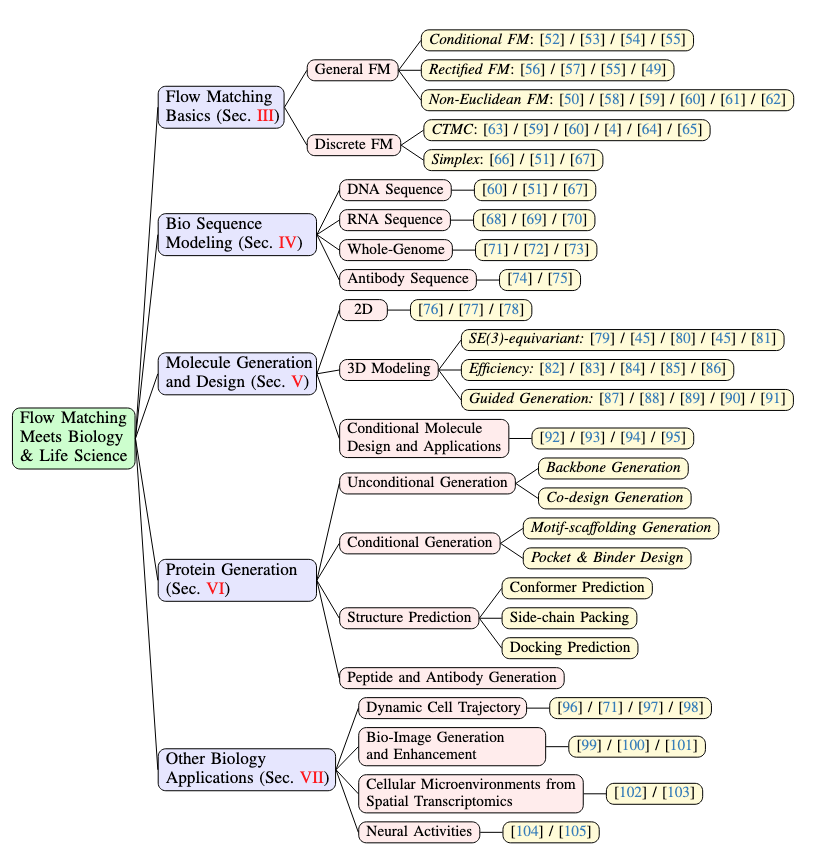 Flow Matching
Meets Biology
& Life Science
Flow Matching
Basics (Sec. III)
General FM
Conditional FM: [52] / [53] / [54] / [55]
Rectified FM: [56] / [57] / [55] / [49]
Non-Euclidean FM: [50] / [58] / [59] / [60] / [61] / [62]
Discrete FM
CTMC: [63] / [59] / [60] / [4] / [64] / [65]
Simplex: [66] / [51] / [67]
Bio Sequence
Modeling (Sec. IV)
DNA Sequence
[60] / [51] / [67]
RNA Sequence
[68] / [69] / [70]
Whole-Genome
[71] / [72] / [73]
Antibody Sequence
[74] / [75]
Molecule Generation
and Design (Sec. V)
2D
[76] / [77] / [78]
3D Modeling
SE(3)-equivariant: [79] / [45] / [80] / [45] / [81]
Efficiency: [82] / [83] / [84] / [85] / [86]
Guided Generation: [87] / [88] / [89] / [90] / [91]
Conditional Molecule
Design and Applications
[92] / [93] / [94] / [95]
Protein Generation
(Sec. VI)
Unconditional Generation
Backbone Generation
Co-design Generation
Conditional Generation
Motif-scaffolding Generation
Pocket & Binder Design
Structure Prediction
Conformer Prediction
Side-chain Packing
Docking Prediction
Peptide and Antibody Generation
Other Biology
Applications (Sec. VII)
Dynamic Cell Trajectory
[96] / [71] / [97] / [98]
Bio-Image Generation
and Enhancement
[99] / [100] / [101]
Cellular Microenvironments from
Spatial Transcriptomics
[102] / [103]
Neural Activities
[104] / [105]